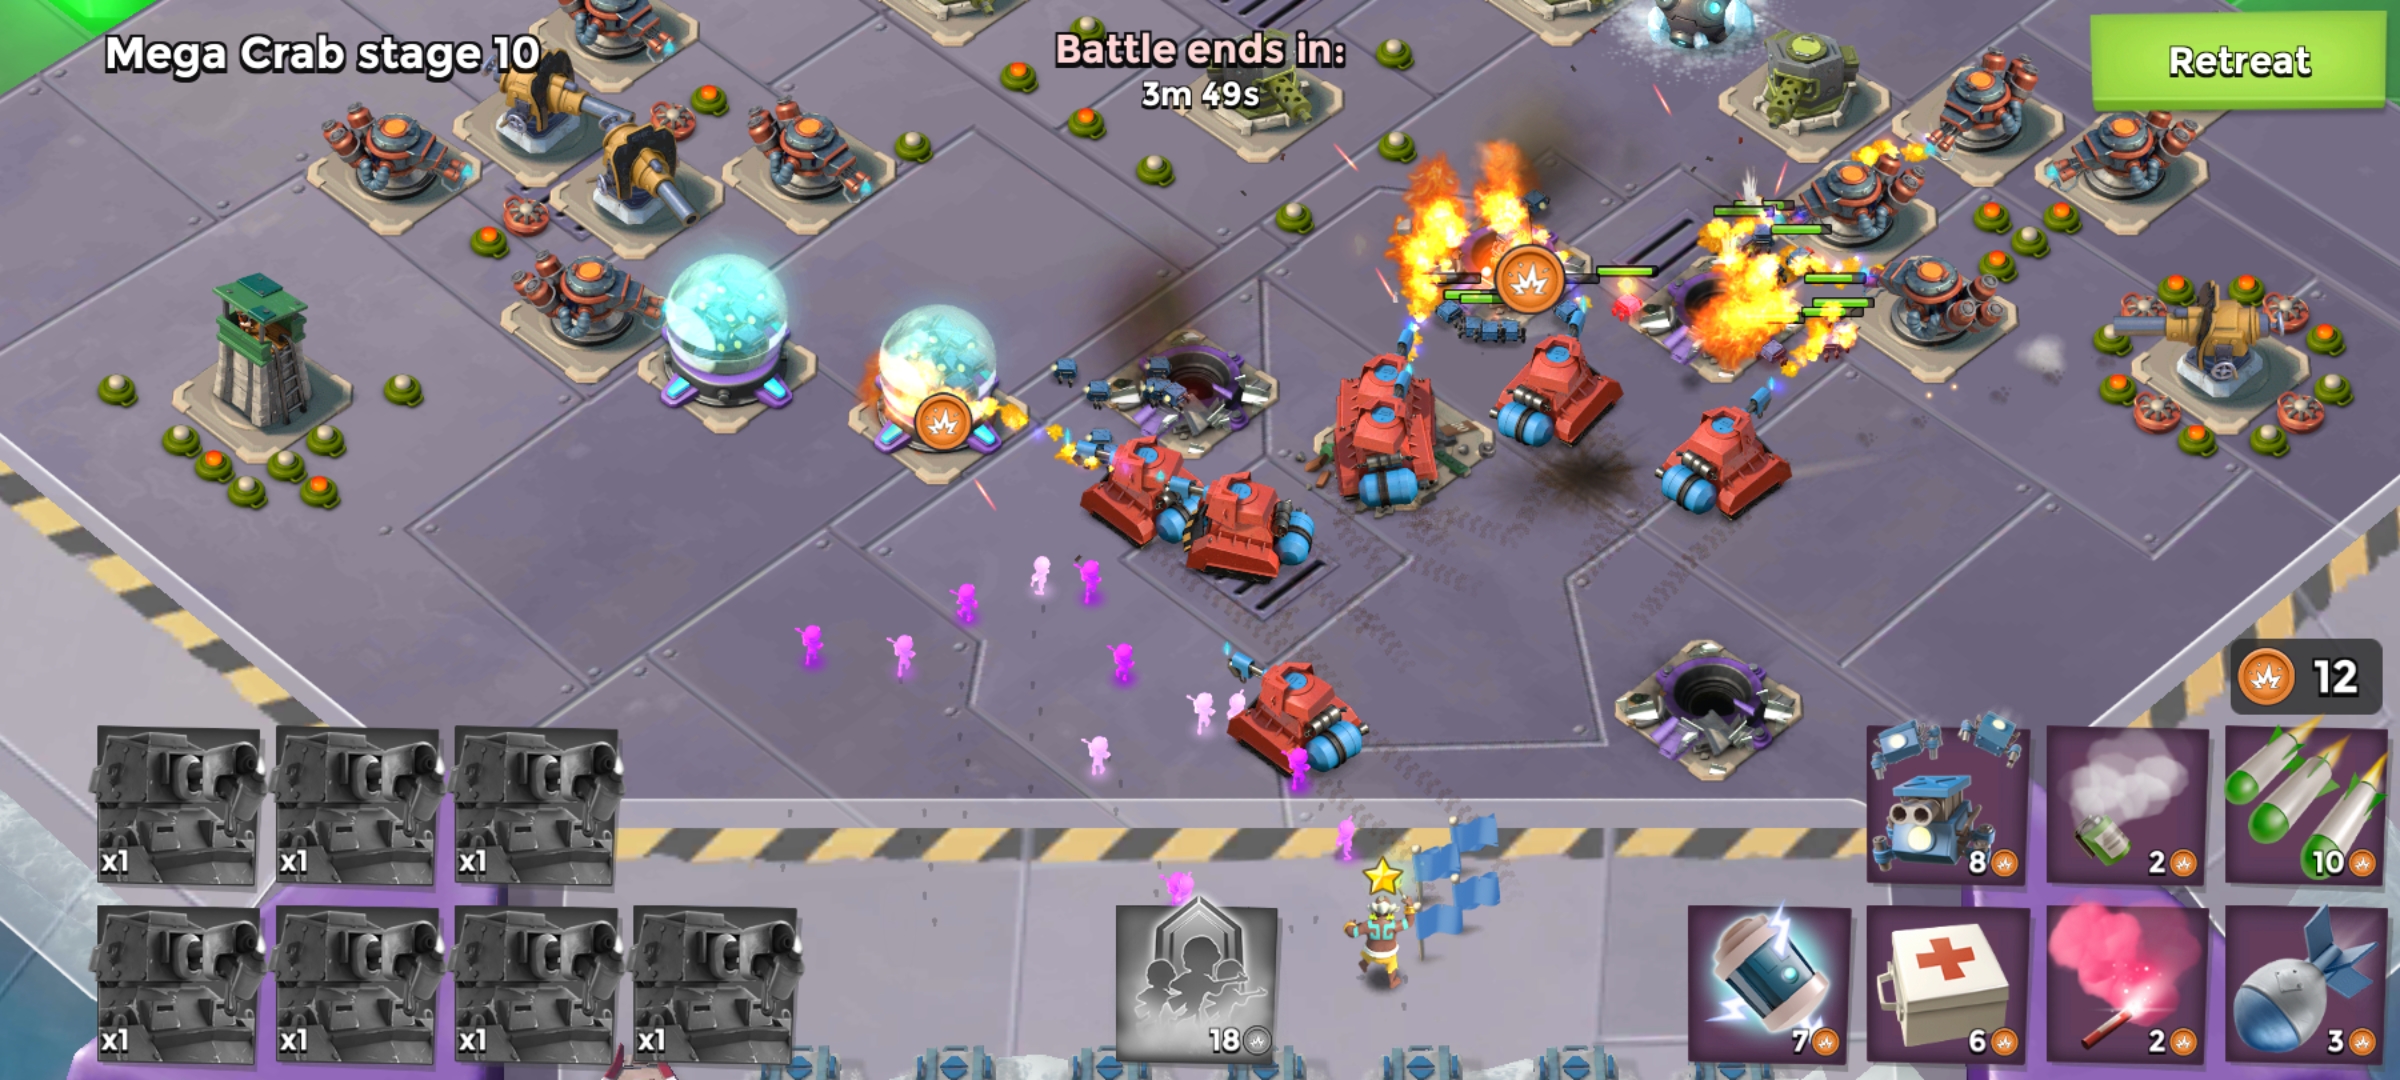 Mega Crab stage 10
Battle ends in:
3m 49s
Retreat
12
x1
x1
x1
8
2
10
x1
x1
x1
x1
18
7
6
2
3